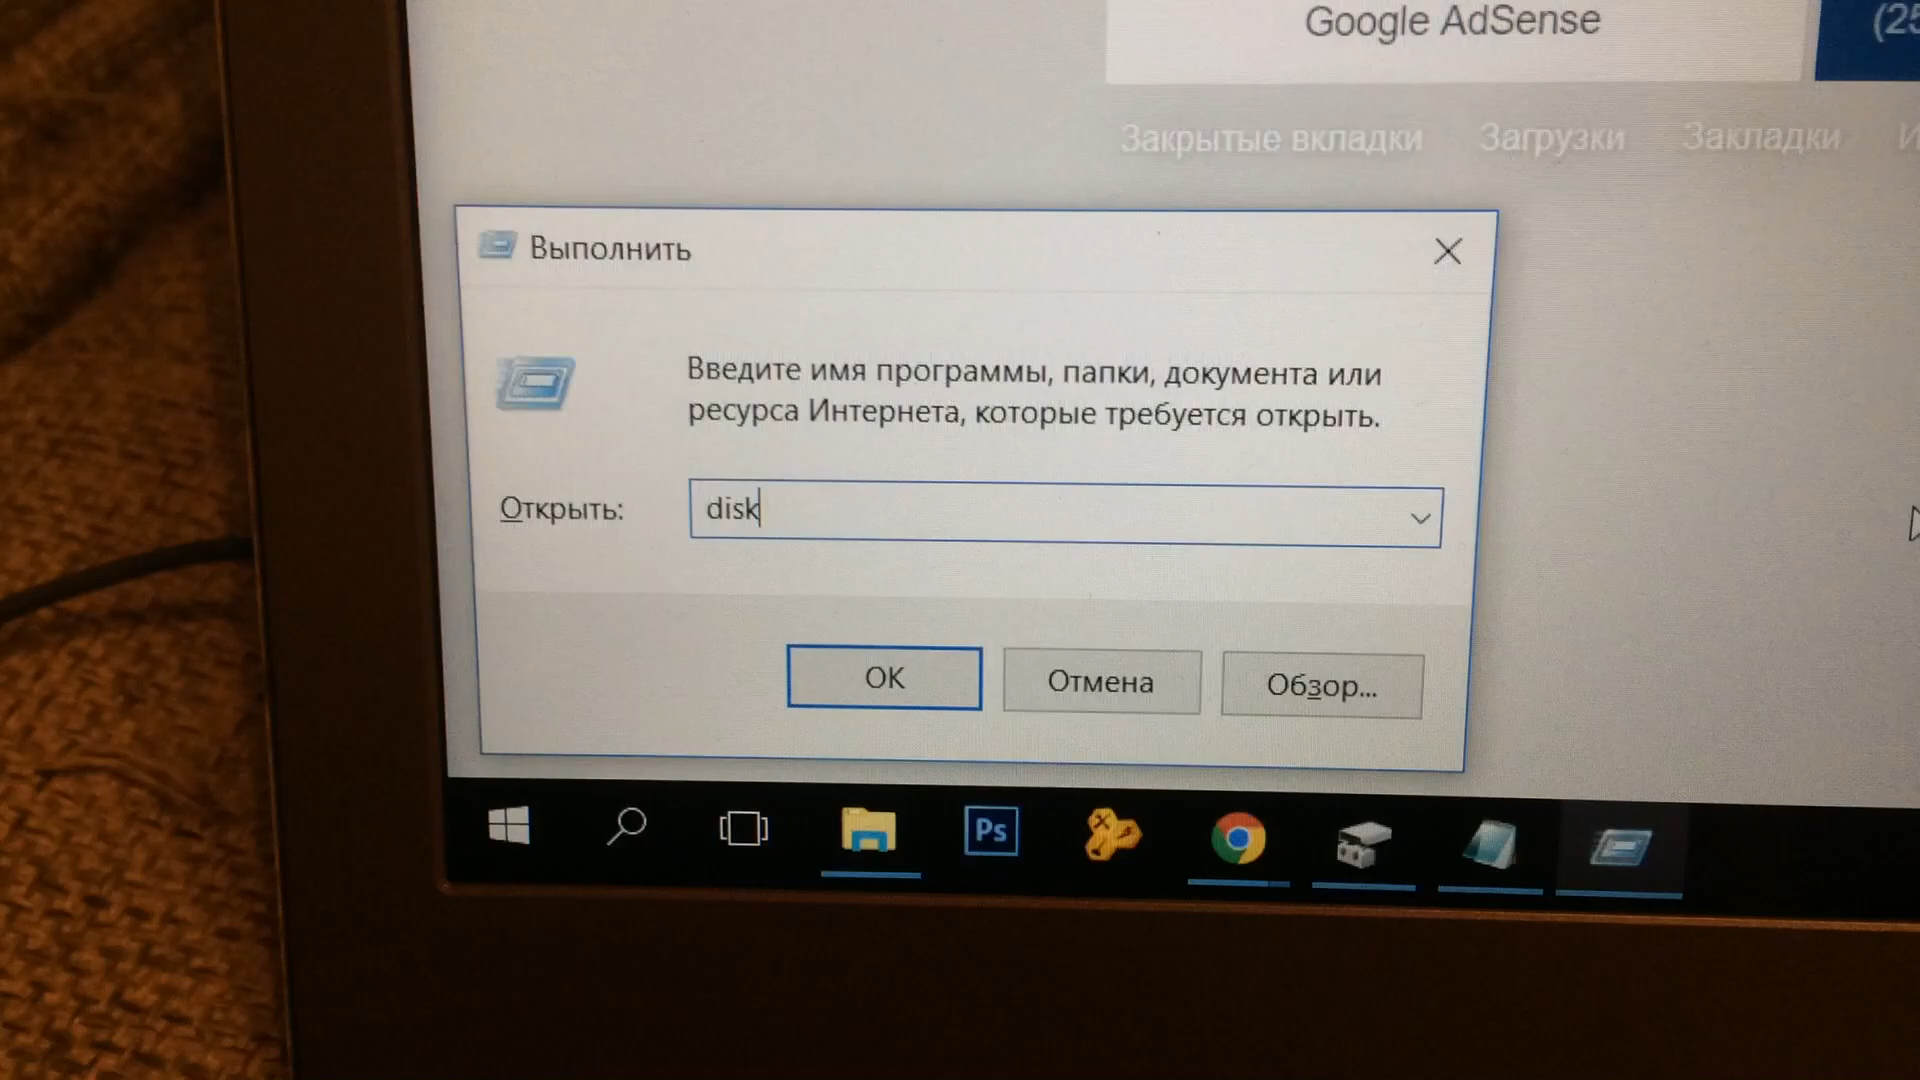 Google AdSense
(25
Закрытые вкладки Загрузки Закладки И
Выполнить
Введите имя программы, папки, документа или
ресурса Интернета, которые требуется открыть.
Открыть: disk
OK Отмена Обзор...
Ps